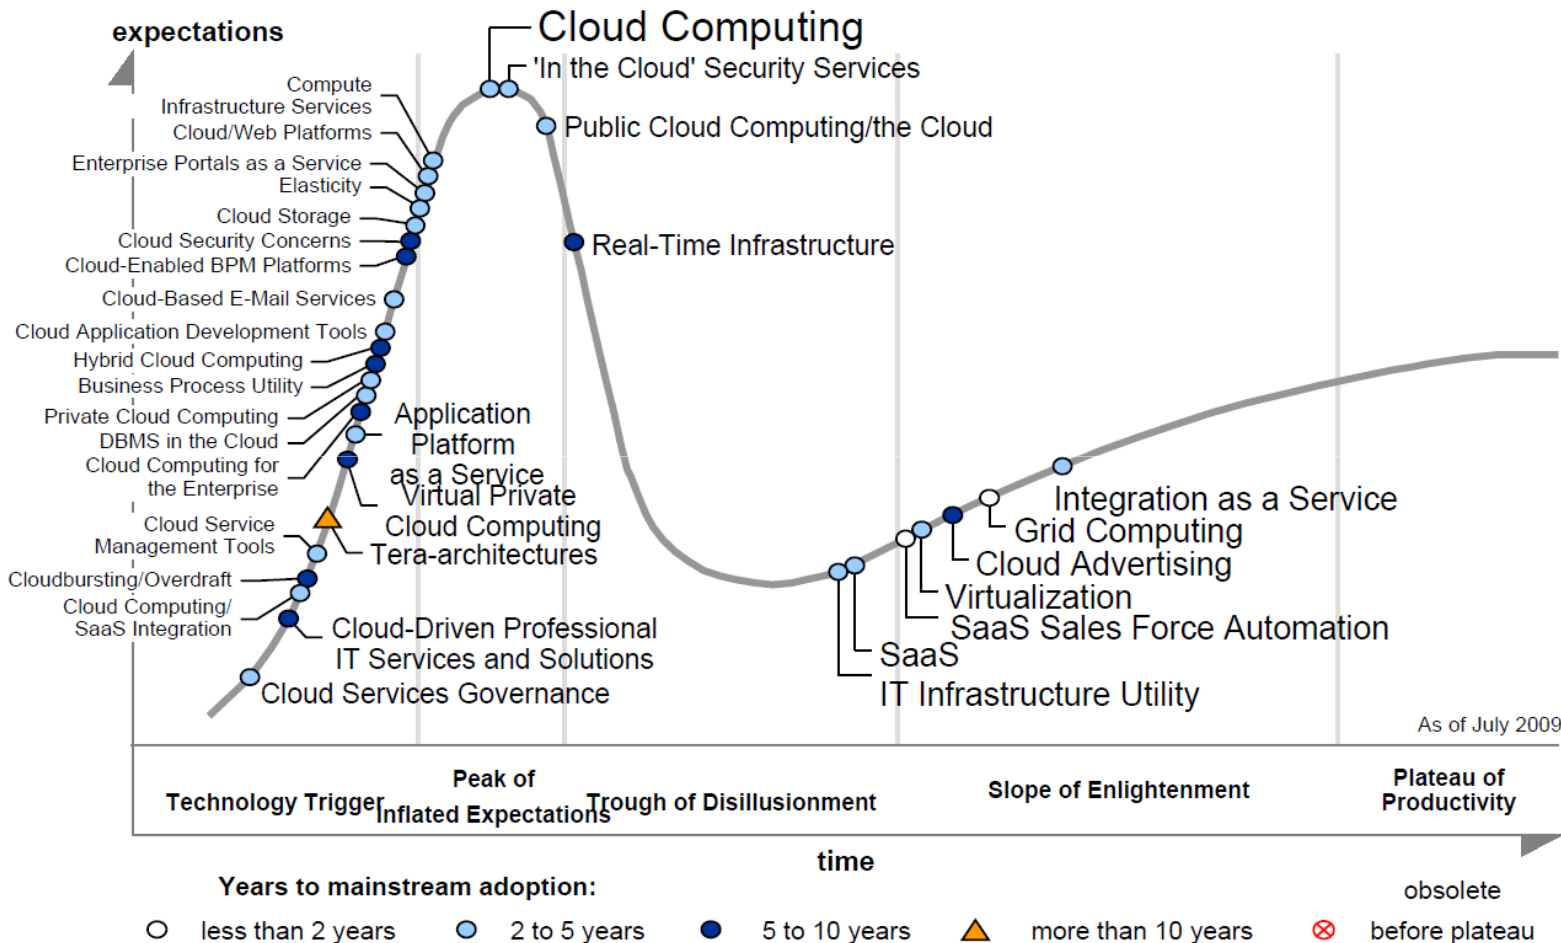 expectations
Cloud Computing
'In the Cloud' Security Services
Compute
Infrastructure Services
Cloud/Web Platforms
Public Cloud Computing/the Cloud
Enterprise Portals as a Service
Elasticity
Cloud Storage
Cloud Security Concerns
Real-Time Infrastructure
Cloud-Enabled BPM Platforms
Cloud-Based E-Mail Services
Cloud Application Development Tools
Hybrid Cloud Computing
Business Process Utility
Private Cloud Computing
DBMS in the Cloud
Cloud Computing for
the Enterprise
Application
Platform
as a Service
Virtual Private
Cloud Computing
Tera-architectures
Cloud Service
Management Tools
Cloudbursting/Overdraft
Cloud Computing/
SaaS Integration
Cloud-Driven Professional
IT Services and Solutions
Cloud Services Governance
Integration as a Service
Grid Computing
Cloud Advertising
Virtualization
SaaS Sales Force Automation
SaaS
IT Infrastructure Utility
As of July 2009
Technology Trigger
Peak of
Inflated Expectations
Trough of Disillusionment
Slope of Enlightenment
Plateau of
Productivity
time
Years to mainstream adoption:
less than 2 years
2 to 5 years
5 to 10 years
more than 10 years
obsolete
before plateau